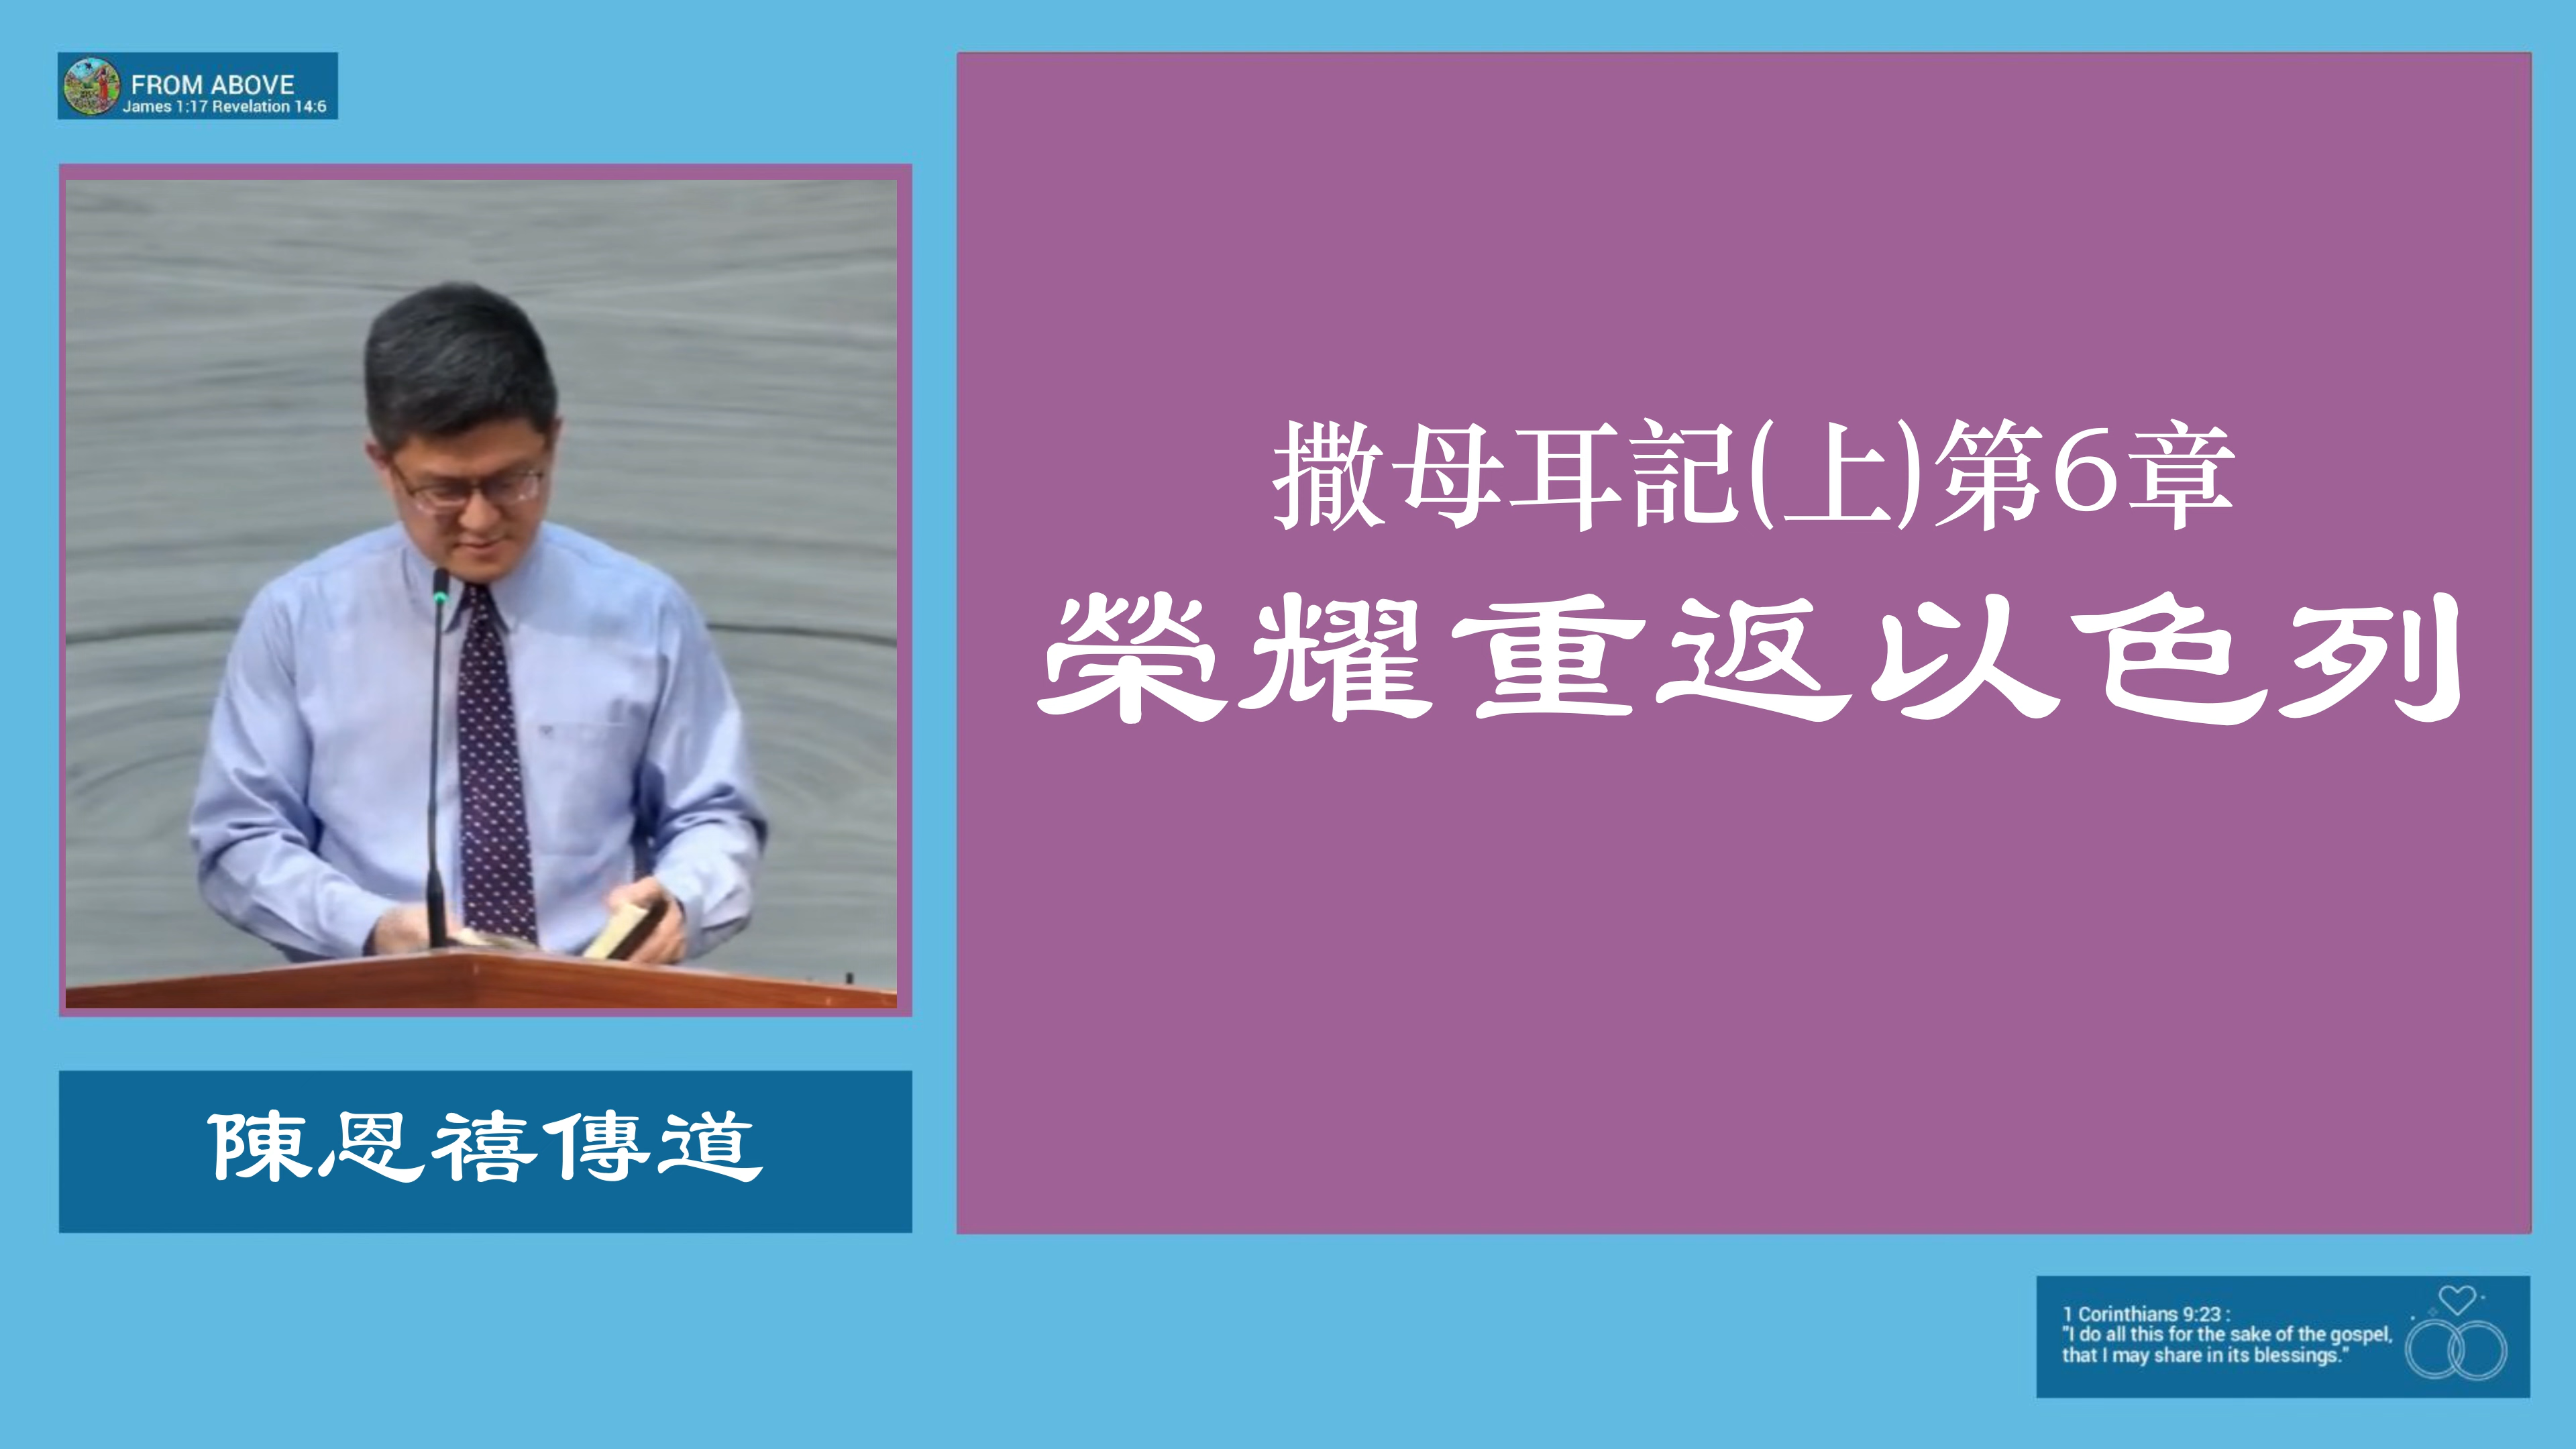 FROM ABOVE
James 1:17 Revelation 14:6
撒母耳記(上)第6章
榮耀重返以色列
陳恩禧傳道
1 Corinthians 9:23 :
"I do all this for the sake of the gospel,
that I may share in its blessings."